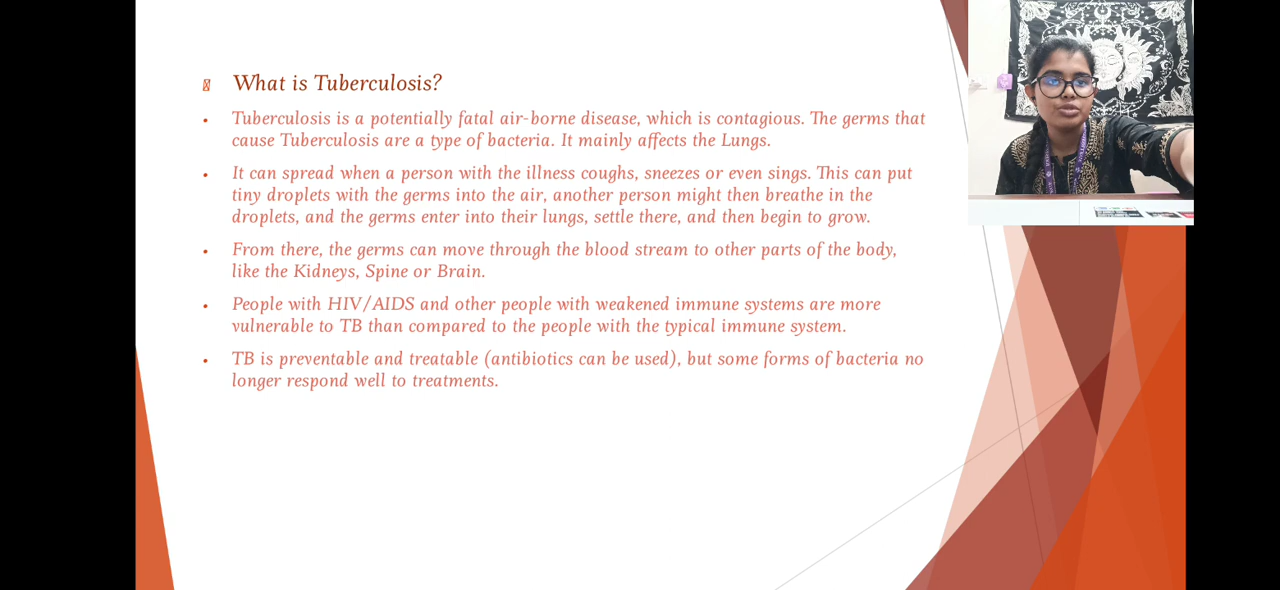 What is Tuberculosis?
• Tuberculosis is a potentially fatal air-borne disease, which is contagious. The germs that
cause Tuberculosis are a type of bacteria. It mainly affects the Lungs.
• It can spread when a person with the illness coughs, sneezes or even sings. This can put
tiny droplets with the germs into the air, another person might then breathe in the
droplets, and the germs enter into their lungs, settle there, and then begin to grow.
• From there, the germs can move through the blood stream to other parts of the body,
like the Kidneys, Spine or Brain.
• People with HIV/AIDS and other people with weakened immune systems are more
vulnerable to TB than compared to the people with the typical immune system.
• TB is preventable and treatable (antibiotics can be used), but some forms of bacteria no
longer respond well to treatments.